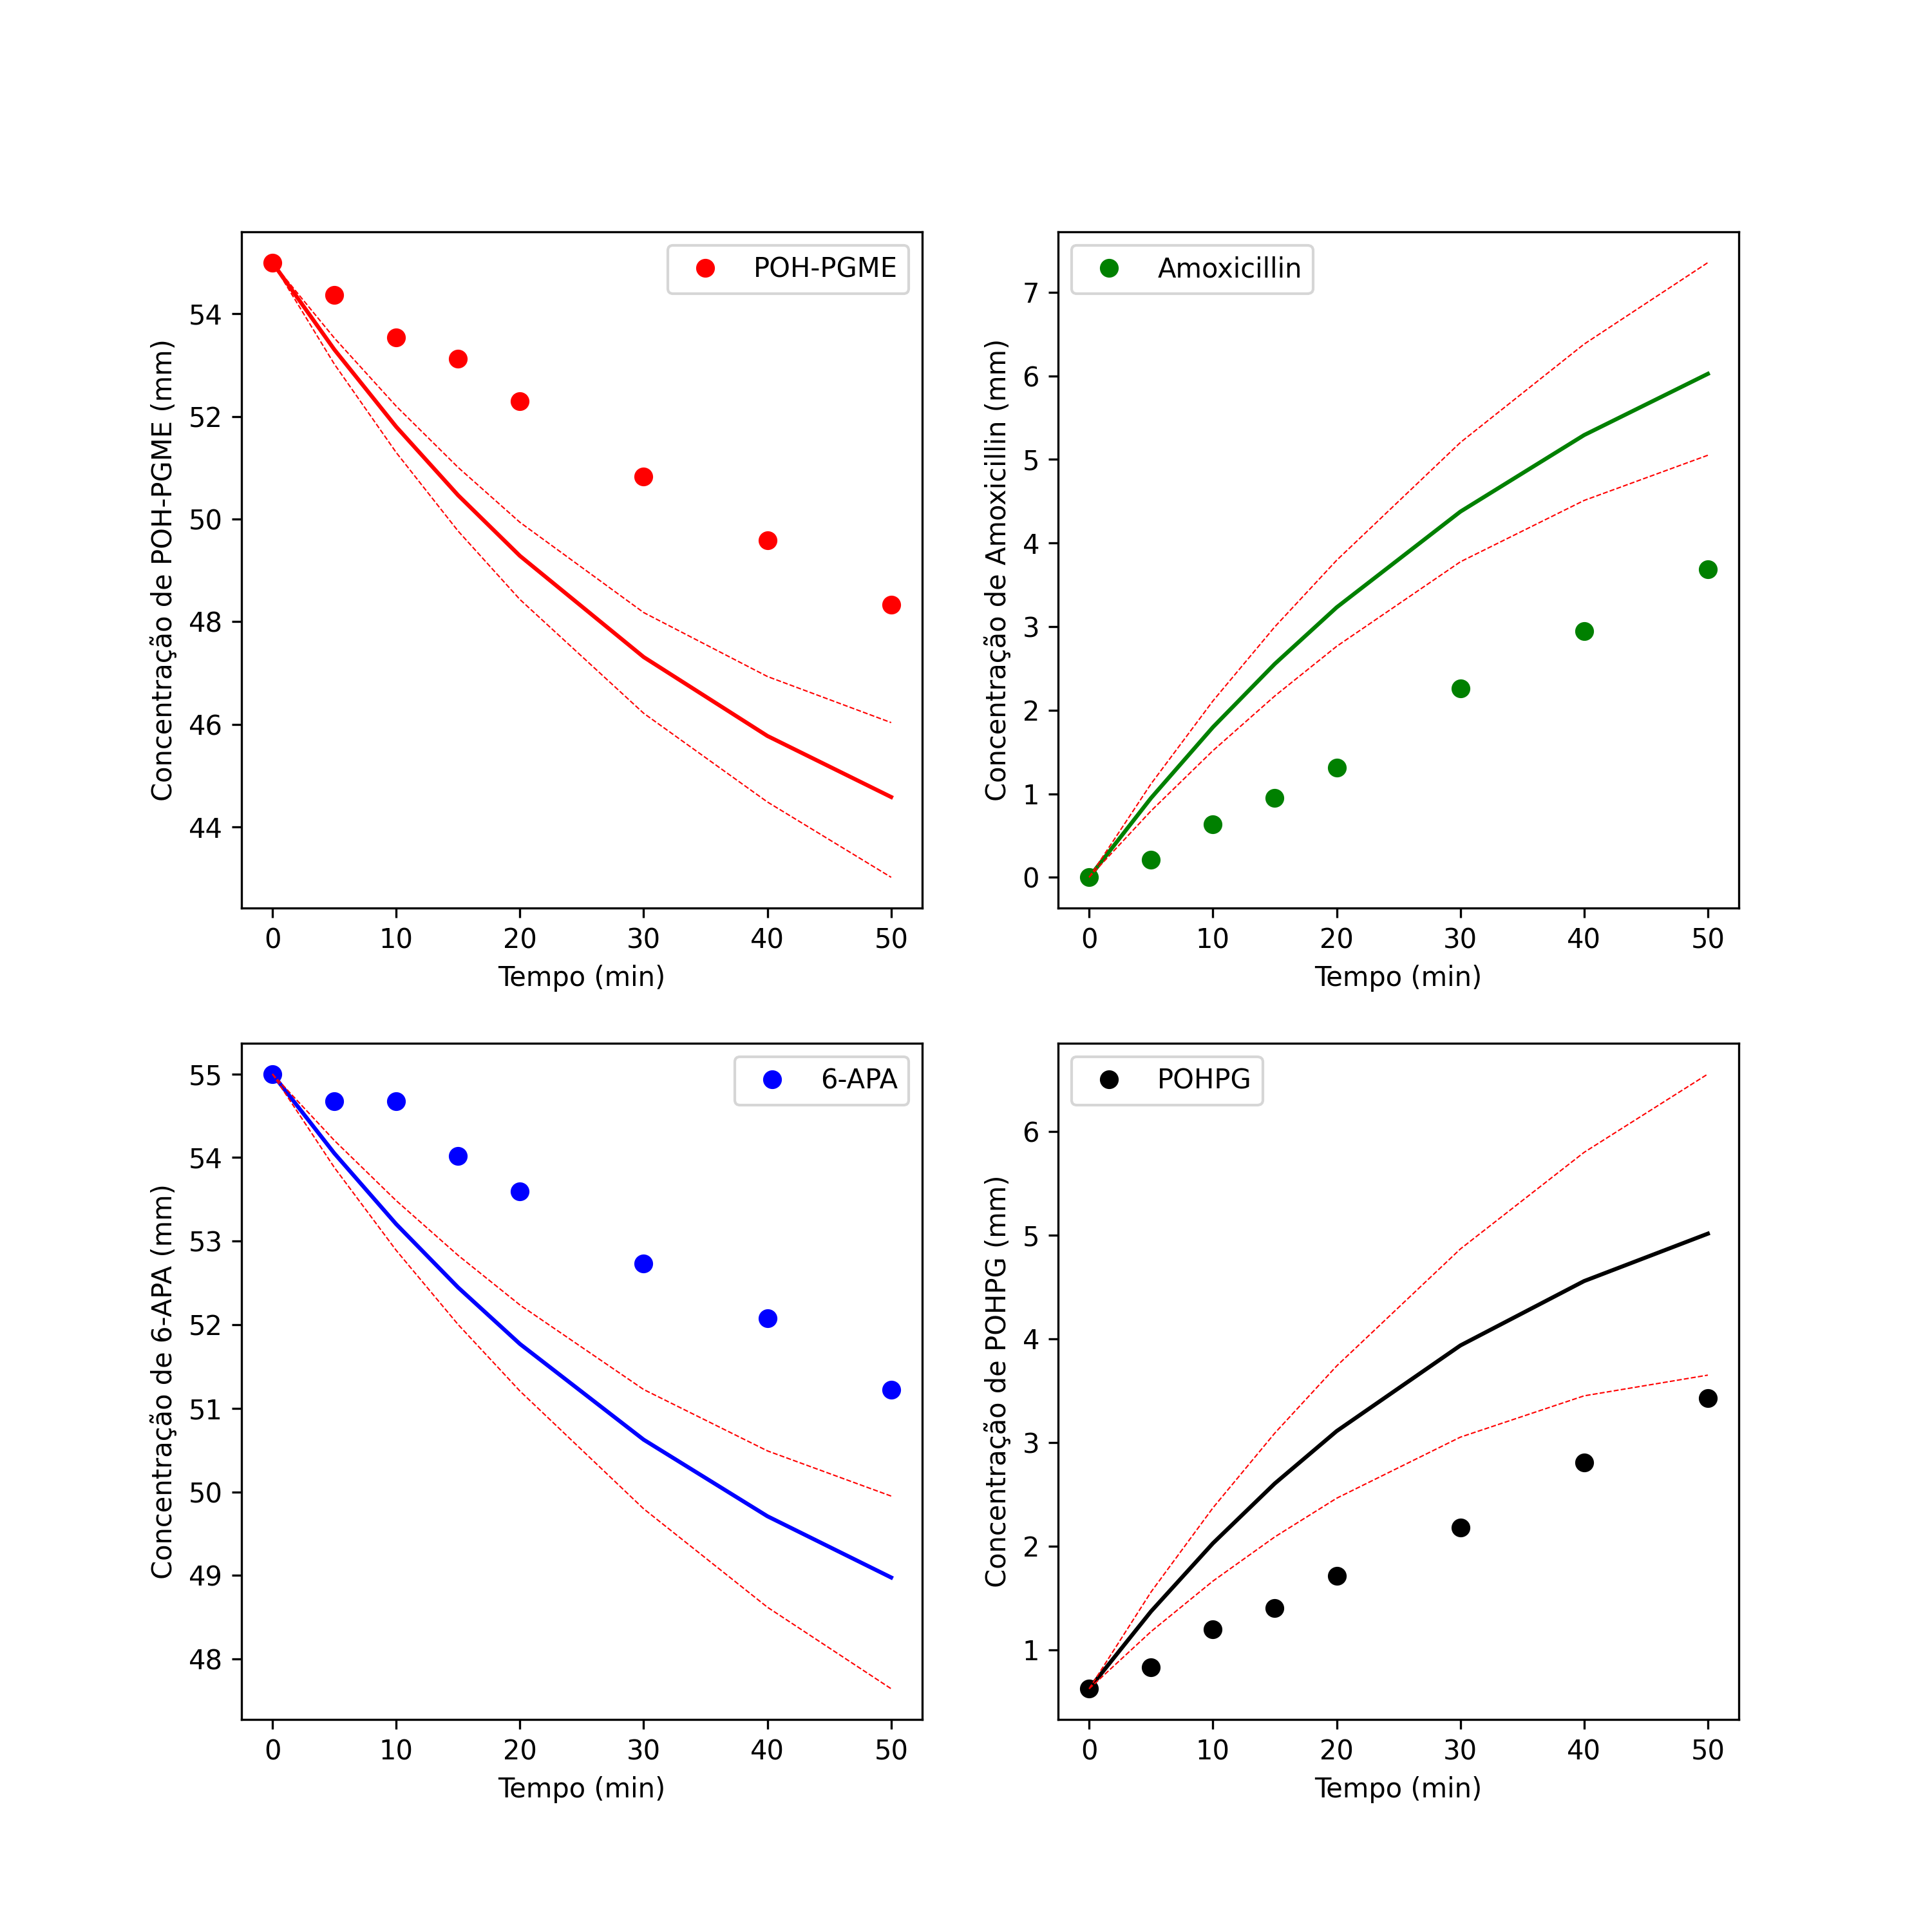 POH-PGME
Concentração de POH-PGME (mm)
54
52
50
48
46
44
0 10 20 30 40 50
Tempo (min)
Amoxicillin
Concentração de Amoxicillin (mm)
7
6
5
4
3
2
1
0
0 10 20 30 40 50
Tempo (min)
6-APA
Concentração de 6-APA (mm)
55
54
53
52
51
50
49
48
0 10 20 30 40 50
Tempo (min)
POHPG
Concentração de POHPG (mm)
6
5
4
3
2
1
0 10 20 30 40 50
Tempo (min)